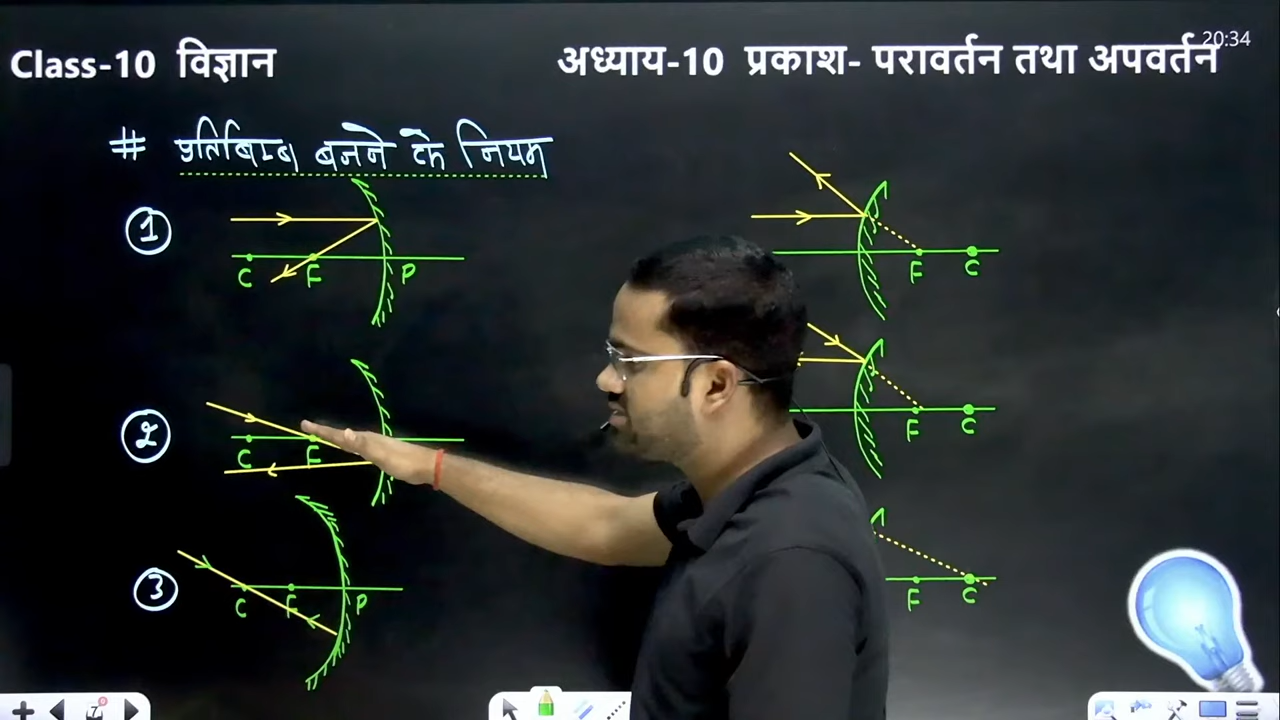 Class-10 विज्ञान
अध्याय-10 प्रकाश- परावर्तन तथा अपवर्तन
20:34
# प्रतिबिम्ब बनने के नियम
1
C F P
F C
2
C F
F C
3
C F P
F C
7